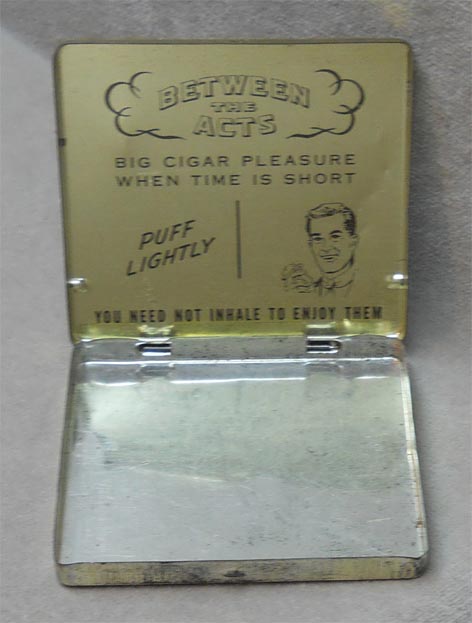 BETWEEN
THE
ACTS
BIG CIGAR PLEASURE
WHEN TIME IS SHORT
PUFF
LIGHTLY
YOU NEED NOT INHALE TO ENJOY THEM